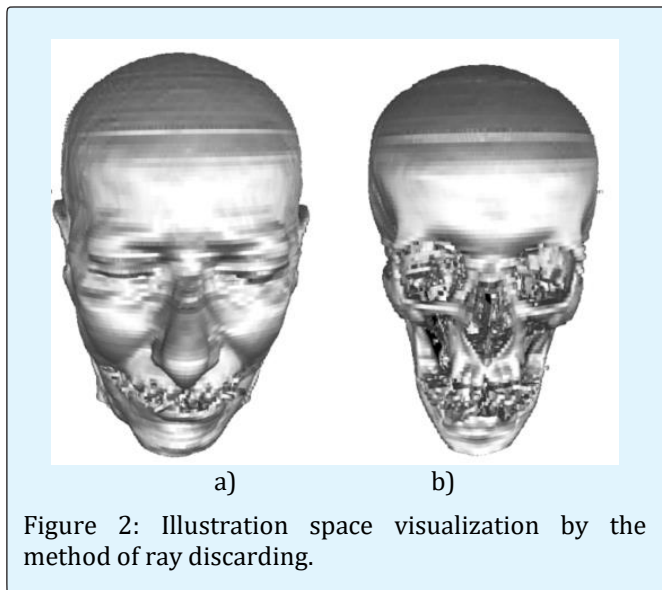 a) b)
Figure 2: Illustration space visualization by the
method of ray discarding.